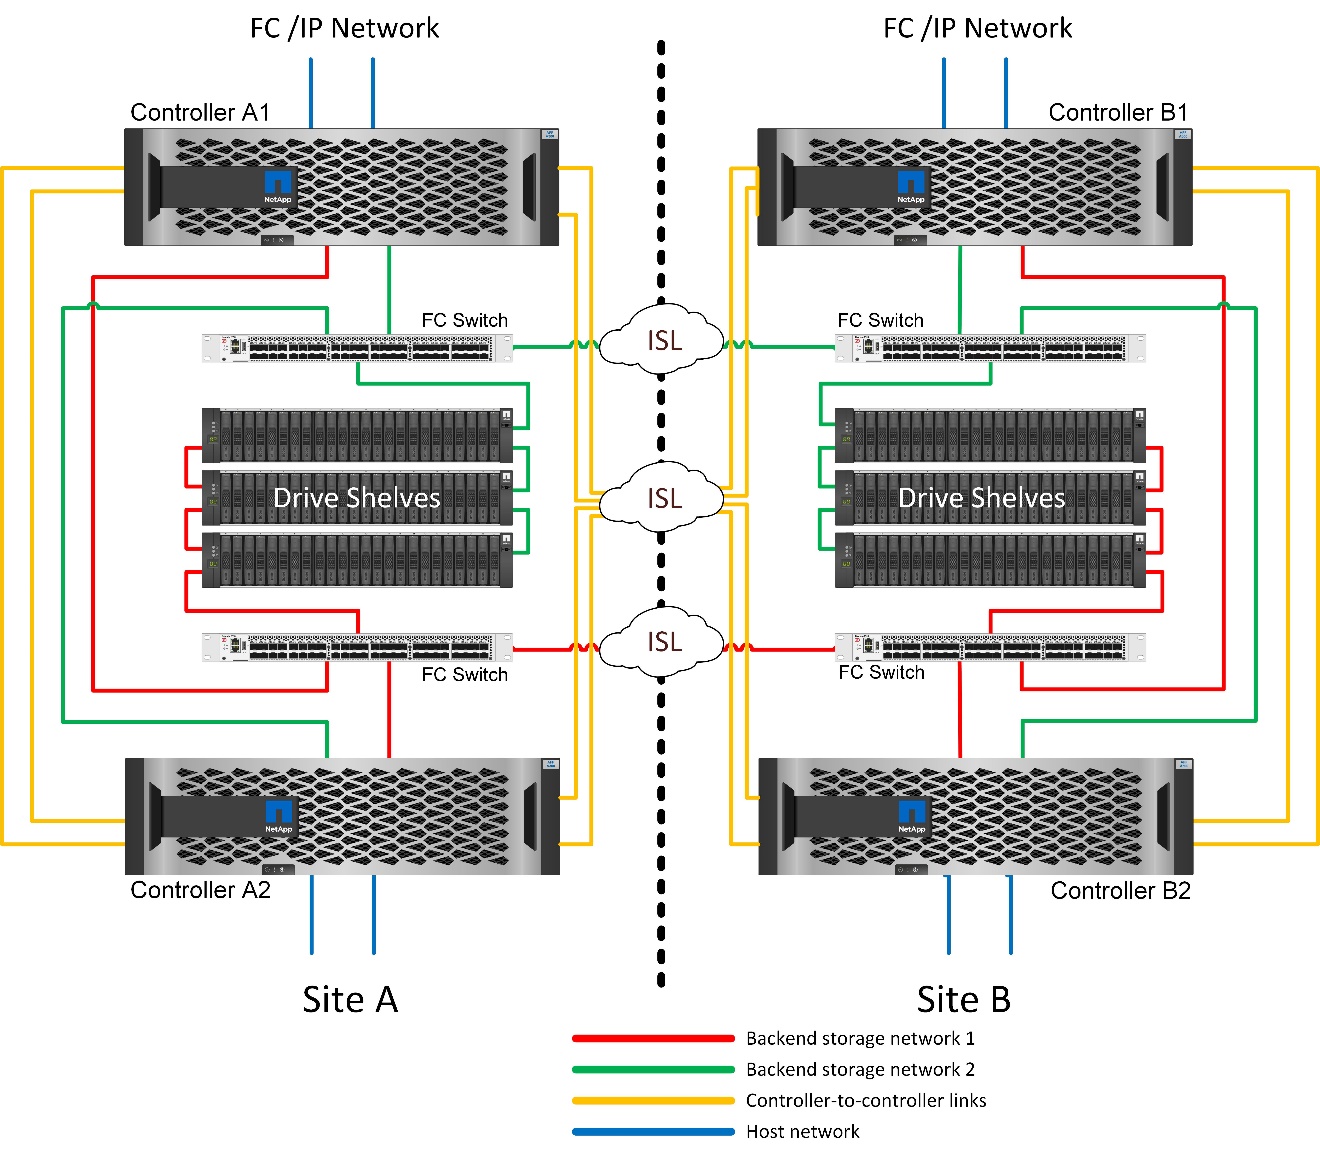 FC /IP Network
FC /IP Network
Controller A1
Controller B1
NetApp
NetApp
FC Switch
ISL
FC Switch
Drive Shelves
ISL
Drive Shelves
ISL
FC Switch
FC Switch
NetApp
NetApp
Controller A2
Controller B2
Site A
Site B
Backend storage network 1
Backend storage network 2
Controller-to-controller links
Host network